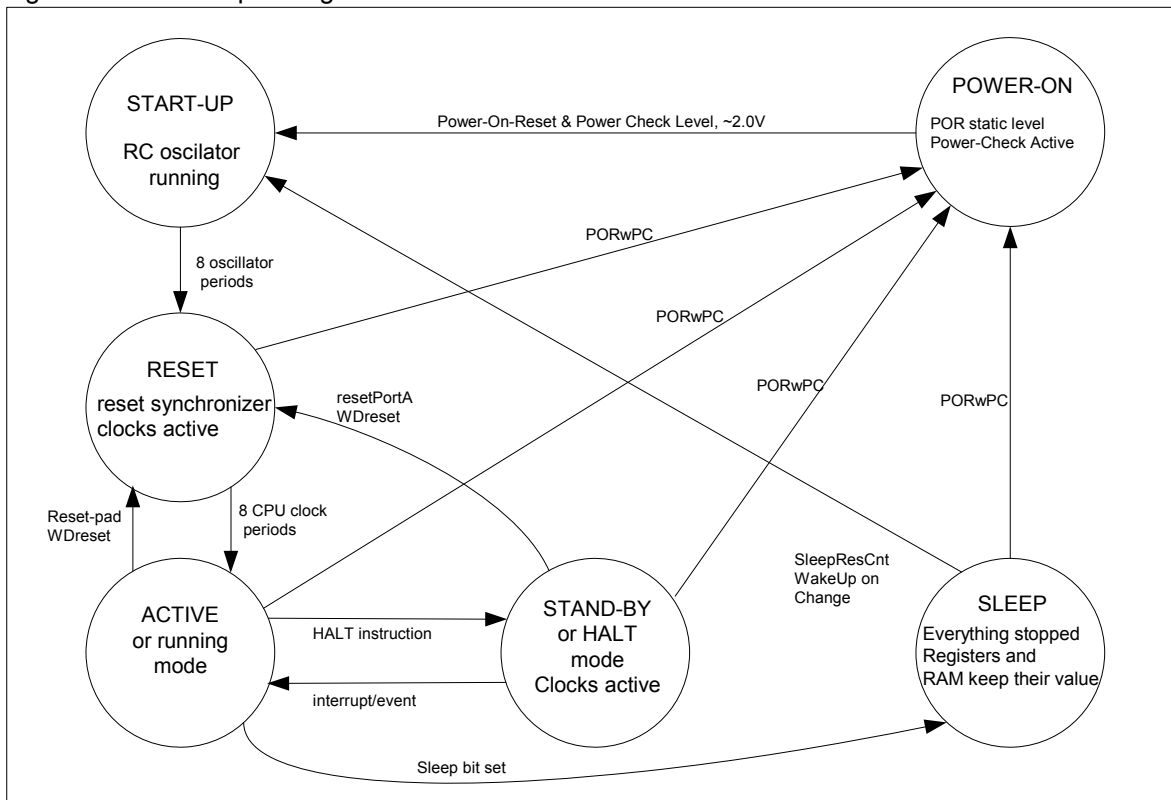 START-UP
RC oscilator
running
Power-On-Reset & Power Check Level, ~2.0V
POWER-ON
POR static level
Power-Check Active
8 oscillator
periods
PORwPC
PORwPC
PORwPC
PORwPC
RESET
reset synchronizer
clocks active
resetPortA
WDreset
Reset-pad
WDreset
8 CPU clock
periods
ACTIVE
or running
mode
HALT instruction
interrupt/event
STAND-BY
or HALT
mode
Clocks active
SleepResCnt
WakeUp on
Change
SLEEP
Everything stopped
Registers and
RAM keep their value
Sleep bit set